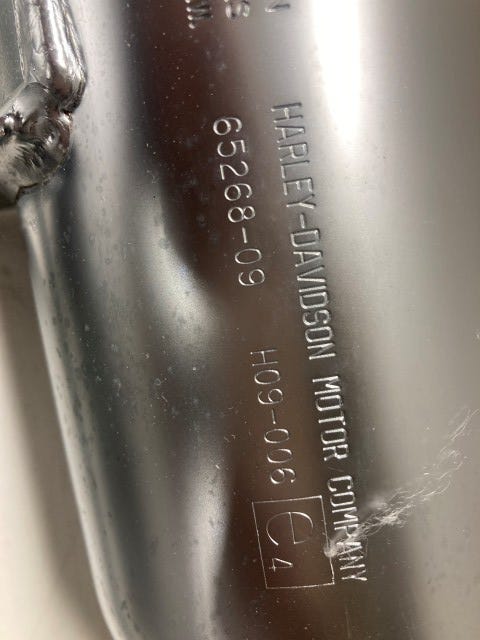 HARLEY-DAVIDSON MOTOR COMPANY
65268-09 H09-006 e4